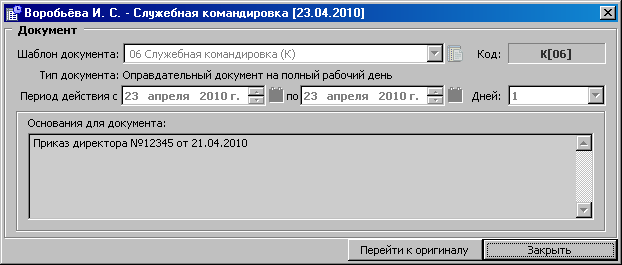 Воробьёва И. С. - Служебная командировка [23.04.2010]
Документ
Шаблон документа: 06 Служебная командировка (К) Код: К[06]
Тип документа: Оправдательный документ на полный рабочий день
Период действия с 23 апреля 2010 г. по 23 апреля 2010 г. Дней: 1
Основания для документа:
Приказ директора №12345 от 21.04.2010
Перейти к оригиналу Закрыть